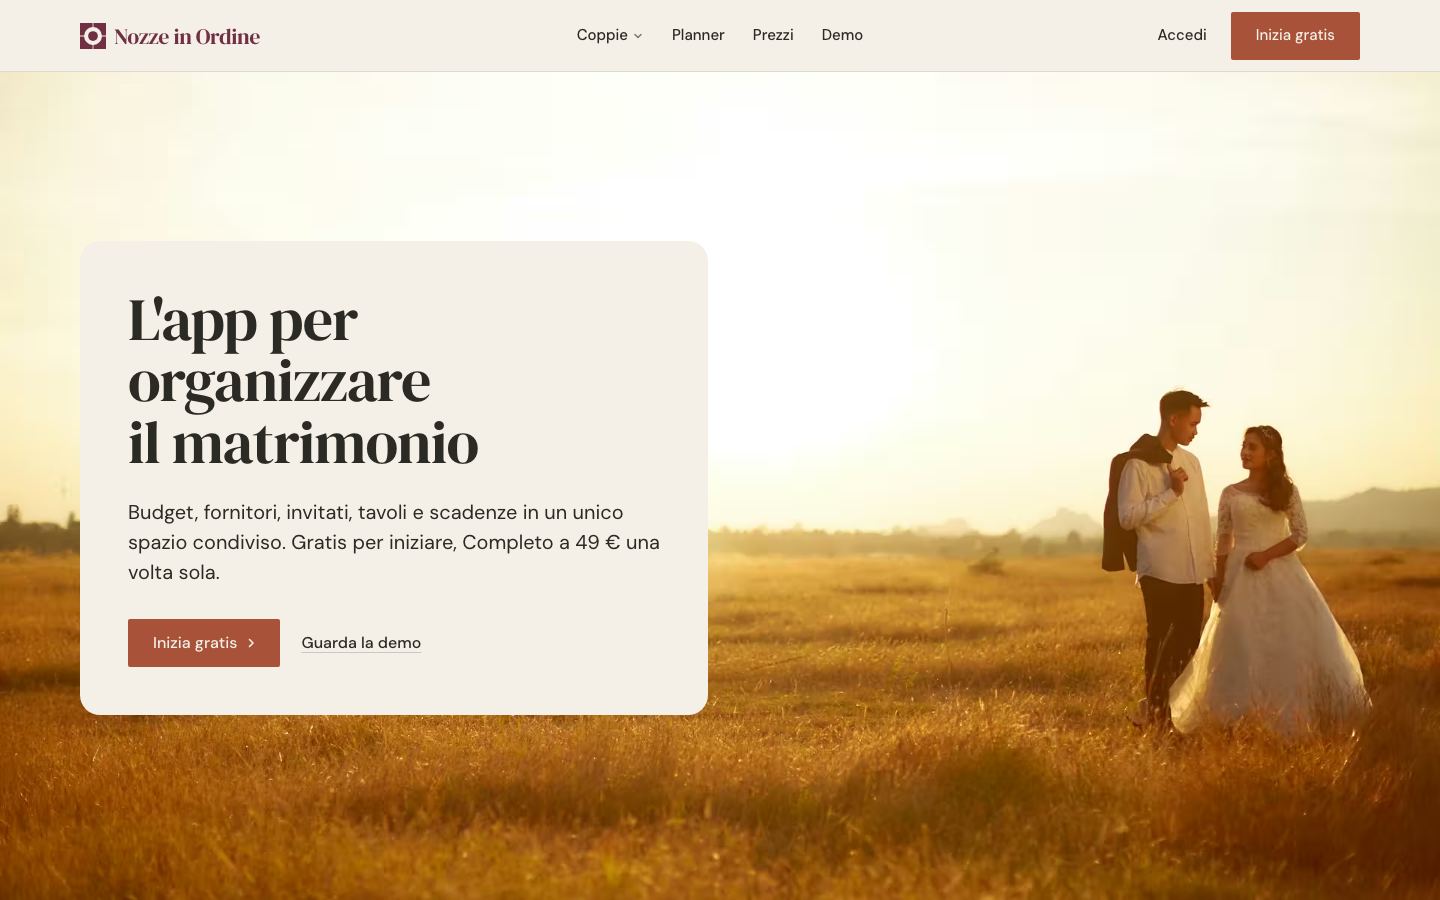 Nozze in Ordine
Coppie
Planner
Prezzi
Demo
Accedi
Inizia gratis
L'app per
organizzare
il matrimonio
Budget, fornitori, invitati, tavoli e scadenze in un unico
spazio condiviso. Gratis per iniziare, Completo a 49 € una
volta sola.
Inizia gratis
Guarda la demo